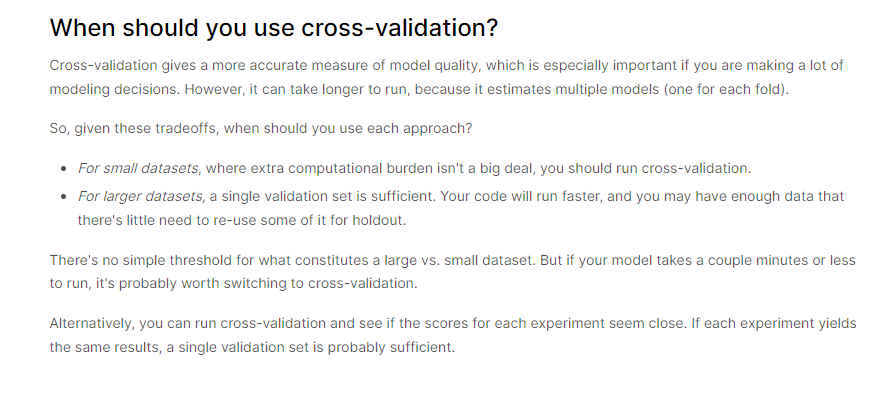 When should you use cross-validation?
Cross-validation gives a more accurate measure of model quality, which is especially important if you are making a lot of
modeling decisions. However, it can take longer to run, because it estimates multiple models (one for each fold).
So, given these tradeoffs, when should you use each approach?
• For small datasets, where extra computational burden isn't a big deal, you should run cross-validation.
• For larger datasets, a single validation set is sufficient. Your code will run faster, and you may have enough data that
there's little need to re-use some of it for holdout.
There's no simple threshold for what constitutes a large vs. small dataset. But if your model takes a couple minutes or less
to run, it's probably worth switching to cross-validation.
Alternatively, you can run cross-validation and see if the scores for each experiment seem close. If each experiment yields
the same results, a single validation set is probably sufficient.